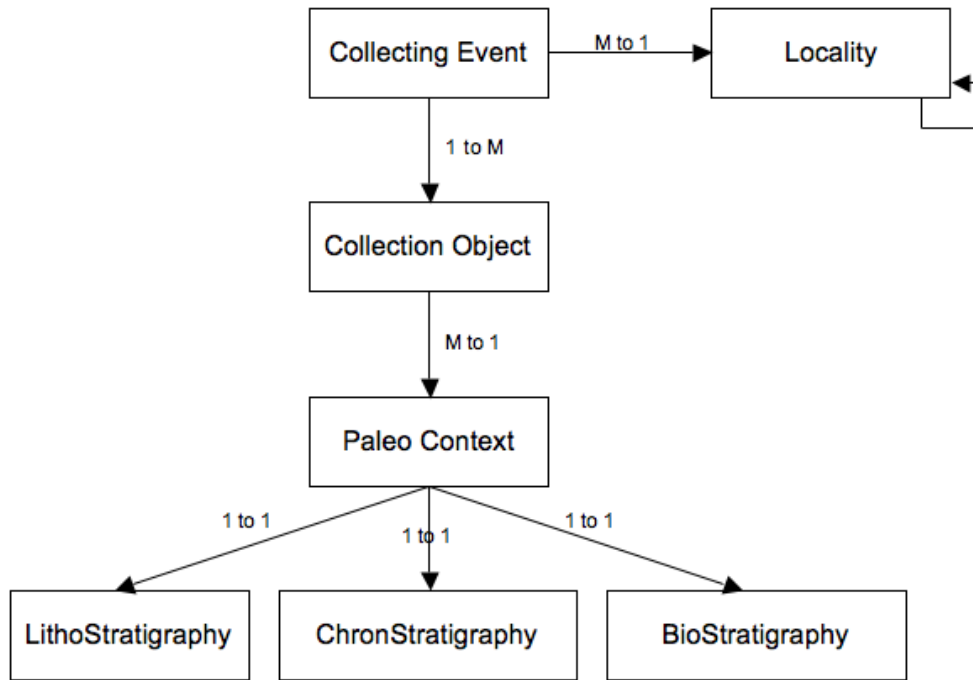 Collecting Event
M to 1
Locality
1 to M
Collection Object
M to 1
Paleo Context
1 to 1
1 to 1
1 to 1
LithoStratigraphy
ChronStratigraphy
BioStratigraphy